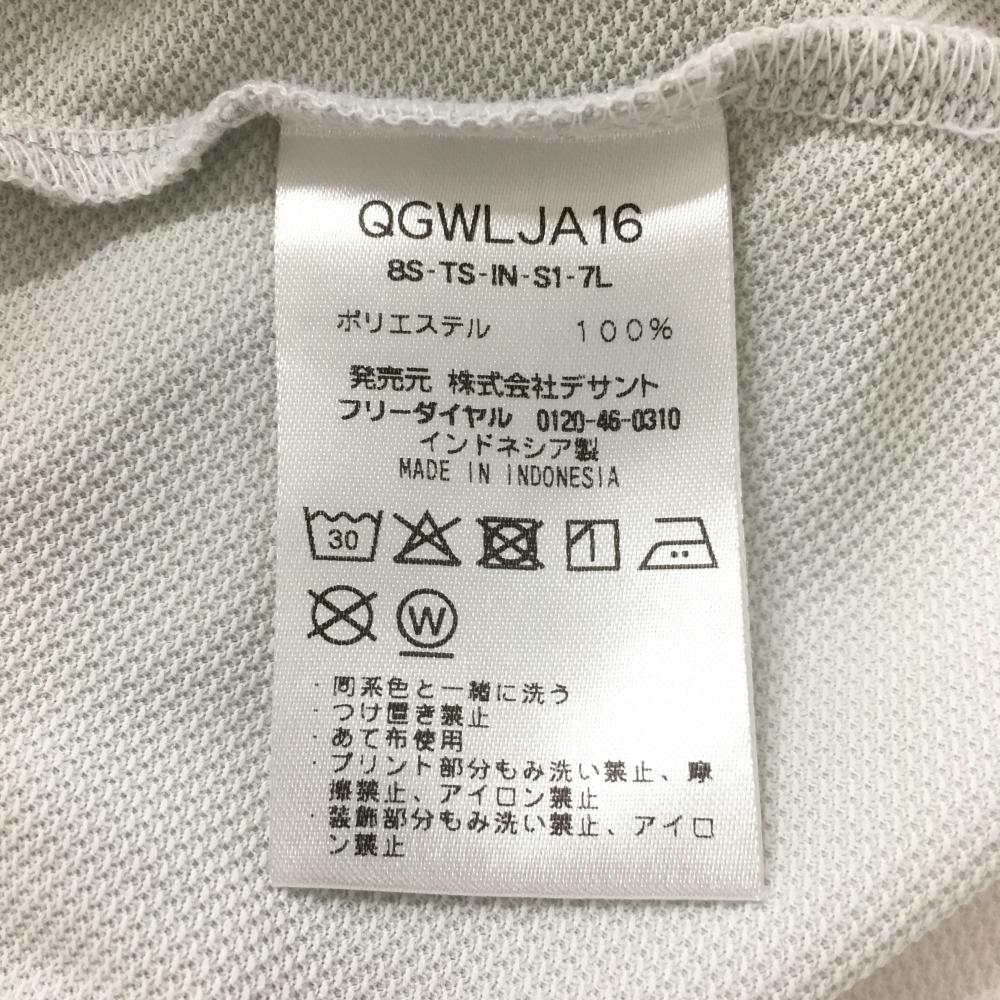 QGWLJA16
8S-TS-IN-S1-7L
ポリエステル 100%
発売元 株式会社デサント
フリーダイヤル 0120-46-0310
インドネシア製
MADE IN INDONESIA
30
W
・同系色と一緒に洗う
・つけ置き禁止
・あて布使用
・プリント部分もみ洗い禁止、摩
擦禁止、アイロン禁止
・装飾部分もみ洗い禁止、アイロ
ン禁止